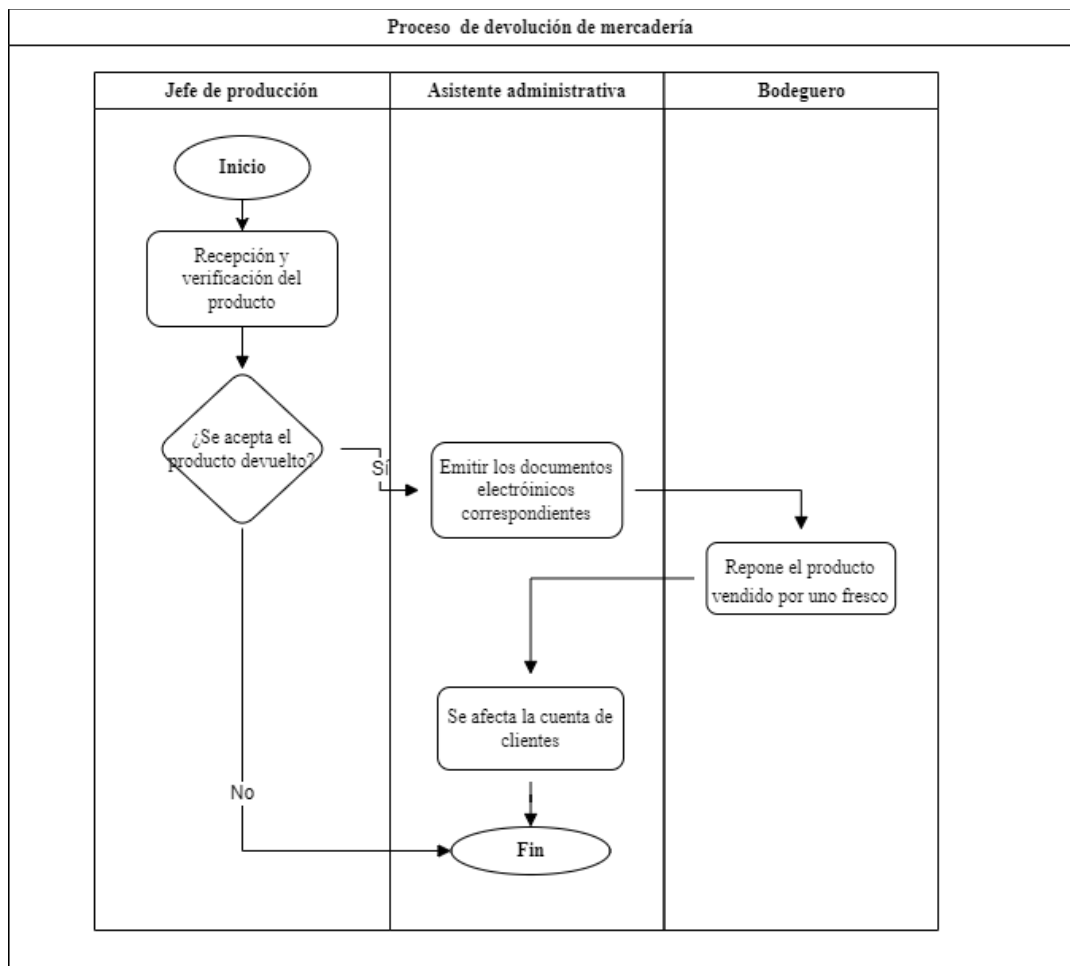 Proceso de devolución de mercadería
Jefe de producción
Asistente administrativa
Bodeguero
Inicio
Recepción y
verificación del
producto
¿Se acepta el
producto devuelto?
Sí
Emitir los documentos
electróinicos
correspondientes
Repone el producto
vendido por uno fresco
Se afecta la cuenta de
clientes
No
Fin